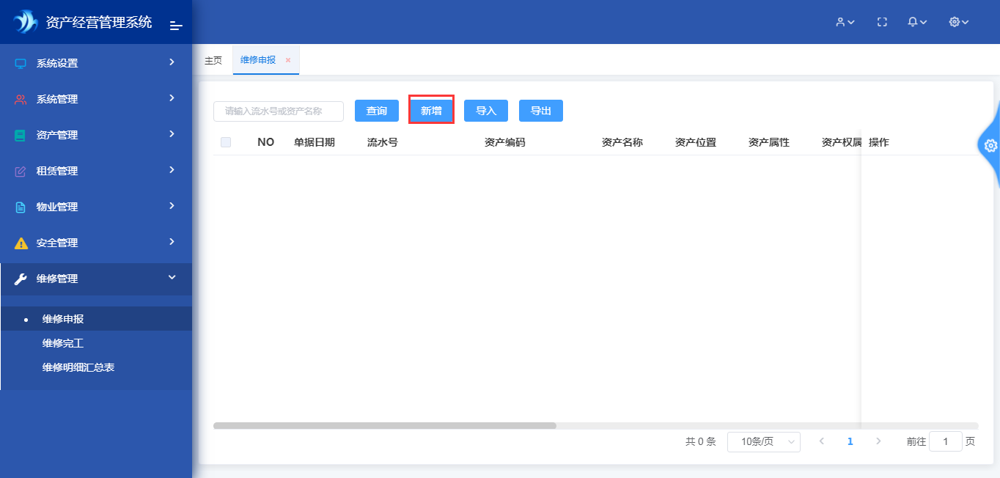 资产经营管理系统
系统设置
系统管理
资产管理
租赁管理
物业管理
安全管理
维修管理
维修申报
维修完工
维修明细汇总表
主页 维修申报
请输入流水号或资产名称 查询 新增 导入 导出
NO 单据日期 流水号 资产编码 资产名称 资产位置 资产属性 资产权属 操作
共 0 条 10条/页 1 前往 1 页